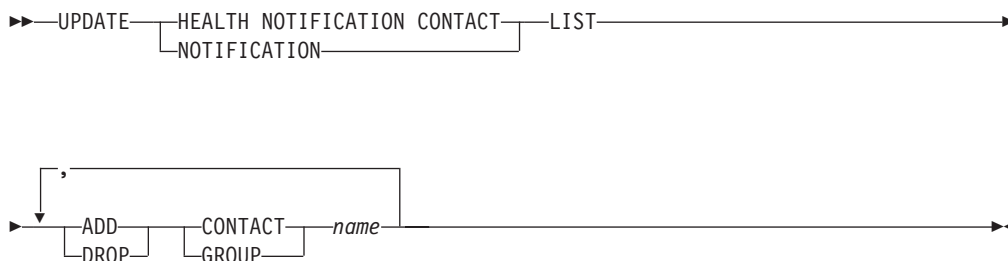 UPDATE HEALTH NOTIFICATION CONTACT LIST
NOTIFICATION
,
ADD CONTACT name
DROP GROUP